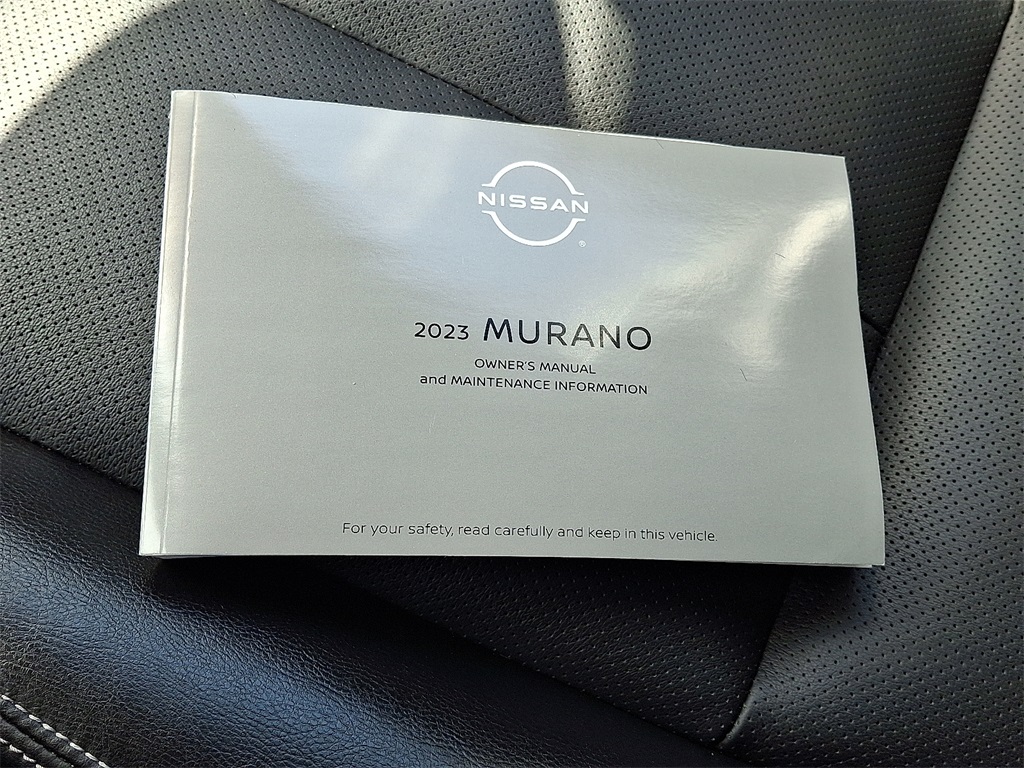 NISSAN®
2023 MURANO
OWNER'S MANUAL
and MAINTENANCE INFORMATION
For your safety, read carefully and keep in this vehicle.